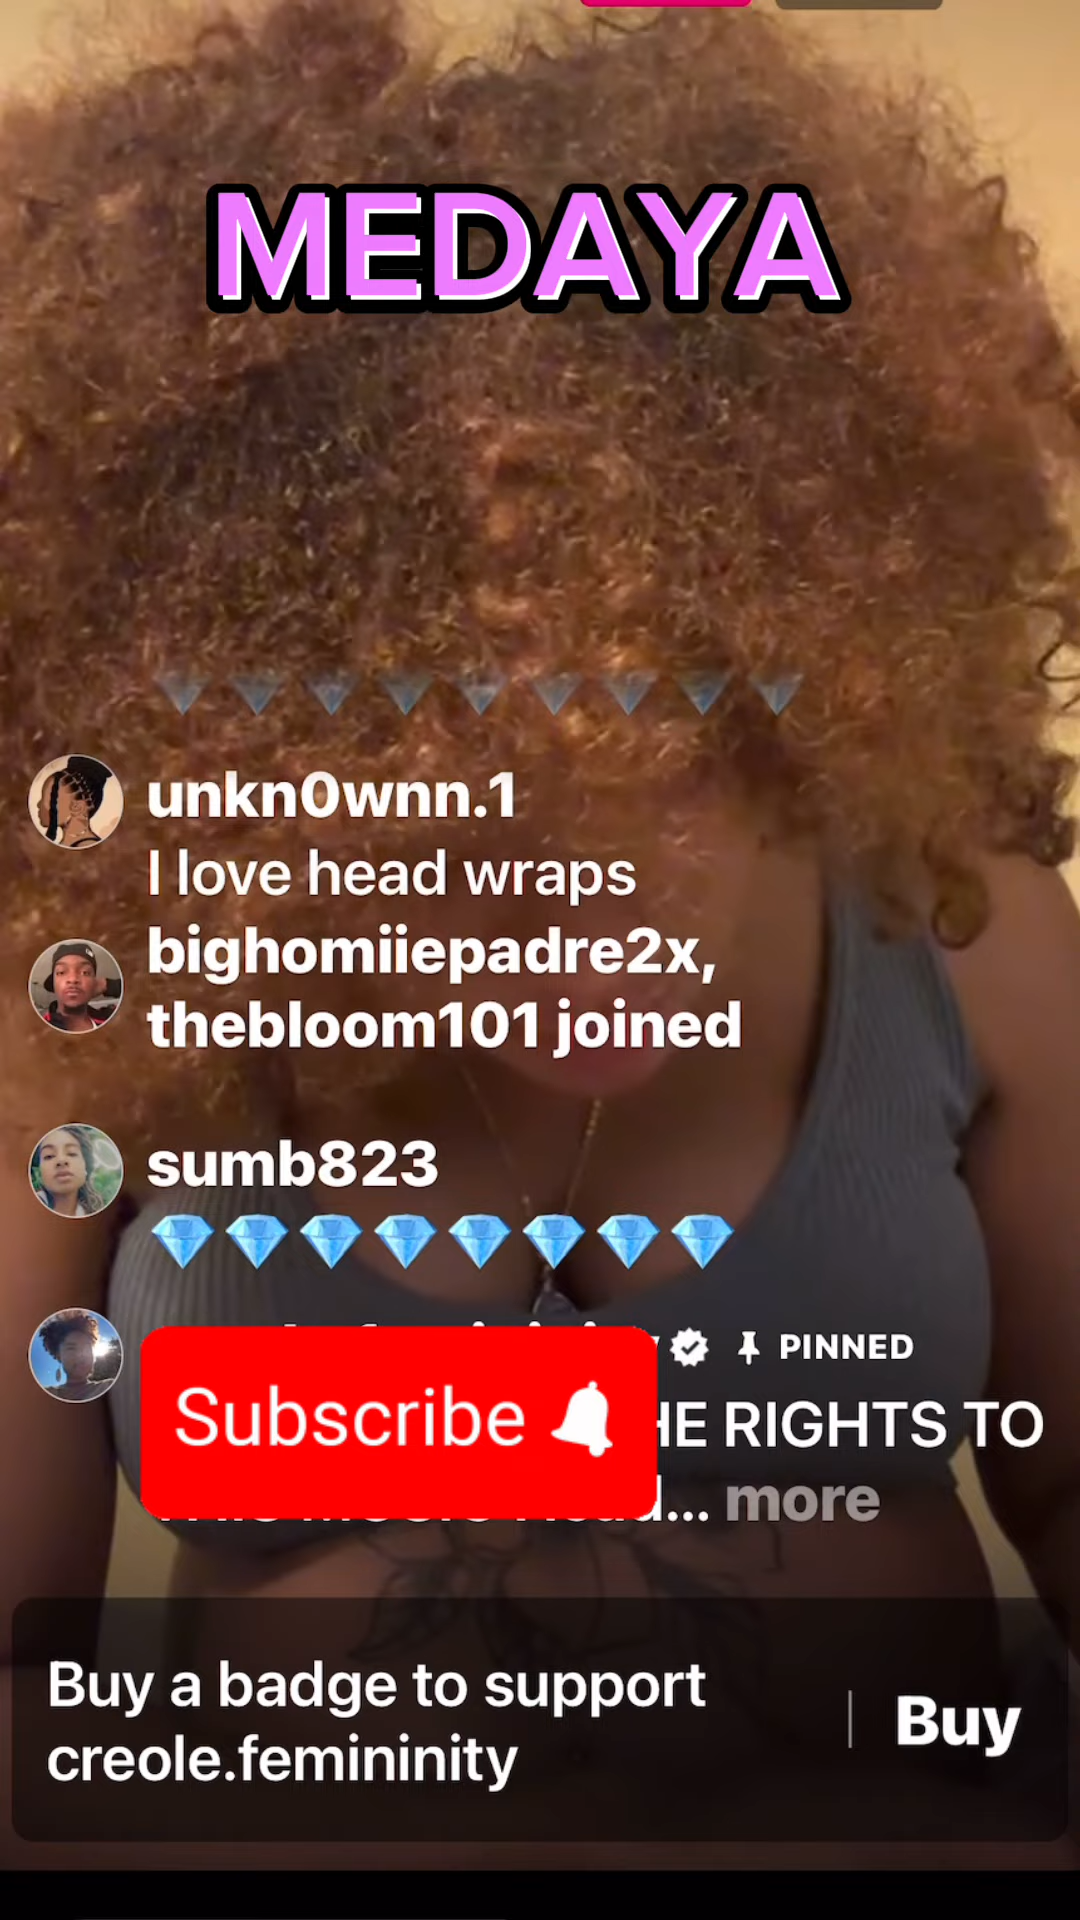 MEDAYA
unkn0wnn.1
I love head wraps
bighomiiepadre2x,
thebloom101 joined
sumb823
PINNED
Subscribe
HE RIGHTS TO
... more
Buy a badge to support
creole.femininity
Buy